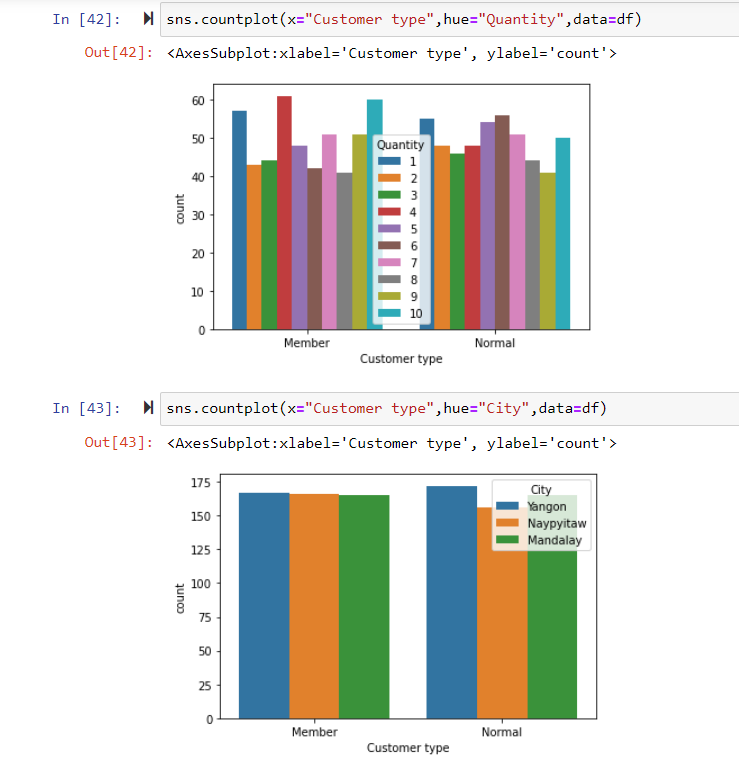 In [42]: sns.countplot(x="Customer type",hue="Quantity",data=df)
Out[42]: <AxesSubplot:xlabel='Customer type', ylabel='count'>
60
50
40
30
20
10
0
count
Quantity
1
2
3
4
5
6
7
8
9
10
Member Normal
Customer type
In [43]: sns.countplot(x="Customer type",hue="City",data=df)
Out[43]: <AxesSubplot:xlabel='Customer type', ylabel='count'>
175
150
125
100
75
50
25
0
count
City
Yangon
Naypyitaw
Mandalay
Member Normal
Customer type